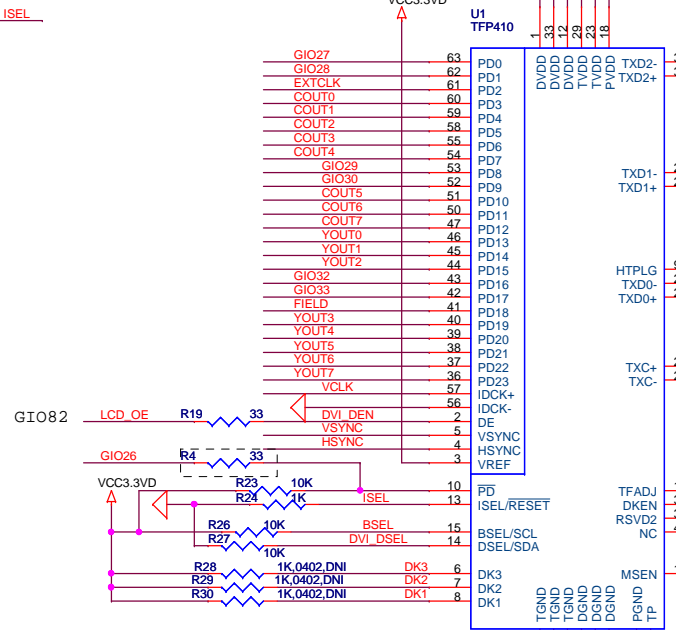 ISEL
VCC3.3VD
U1
TFP410
1 33 12 29 23 18
DVDD DVDD DVDD TVDD TVDD PVDD
GIO27 63 PD0 TXD2-
GIO28 62 PD1 TXD2+
EXTCLK 61 PD2
COUT0 60 PD3
COUT1 59 PD4
COUT2 58 PD5
COUT3 55 PD6
COUT4 54 PD7
GIO29 53 PD8 TXD1-
GIO30 52 PD9 TXD1+
COUT5 51 PD10
COUT6 50 PD11
COUT7 47 PD12
YOUT0 46 PD13
YOUT1 45 PD14
YOUT2 44 PD15 HTPLG
GIO32 43 PD16 TXD0-
GIO33 42 PD17 TXD0+
FIELD 41 PD18
YOUT3 40 PD19
YOUT4 39 PD20
YOUT5 38 PD21
YOUT6 37 PD22 TXC+
YOUT7 36 PD23 TXC-
VCLK 57 IDCK+
56 IDCK-
GIO82 LCD_OE R19 33 DVI_DEN 2 DE
VSYNC 5 VSYNC
HSYNC 4 HSYNC
GIO26 R4 33 3 VREF
VCC3.3VD R23 10K 10 PD TFADJ
R24 1K ISEL 13 ISEL/RESET DKEN
RSVD2
R26 10K BSEL 15 BSEL/SCL NC
R27 10K DVI_DSEL 14 DSEL/SDA
R28 1K,0402,DNI DK3 6 DK3 MSEN
R29 1K,0402,DNI DK2 7 DK2
R30 1K,0402,DNI DK1 8 DK1
TGND TGND TGND DGND DGND DGND PGND TP